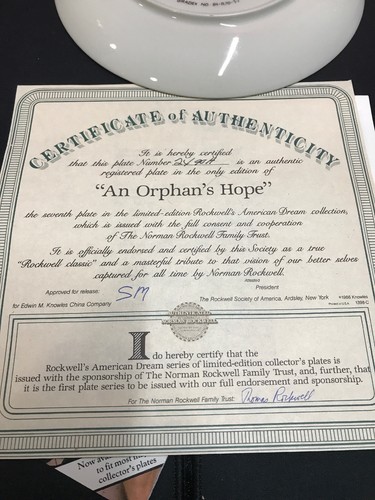 CERTIFICATE of AUTHENTICITY
It is hereby certified
that this plate Number is an authentic
registered plate in the only edition of
"An Orphan's Hope"
the seventh plate in the limited-edition Rockwell's American Dream collection,
which is issued with the full consent and cooperation
of The Norman Rockwell Family Trust.
It is officially endorsed and certified by this Society as a true
"Rockwell classic" and a masterful tribute to that vision of our better selves
captured for all time by Norman Rockwell.
Attested
Approved for release:
SM
President
for Edwin M. Knowles China Company
The Rockwell Society of America, Ardsley, New York
I do hereby certify that the
Rockwell's American Dream series of limited-edition collector's plates is
issued with the sponsorship of The Norman Rockwell Family Trust, and, further, that
it is the first plate series to be issued with our full endorsement and sponsorship.
For The Norman Rockwell Family Trust: Thomas Rockwell
Now
to fit most
collector's plates